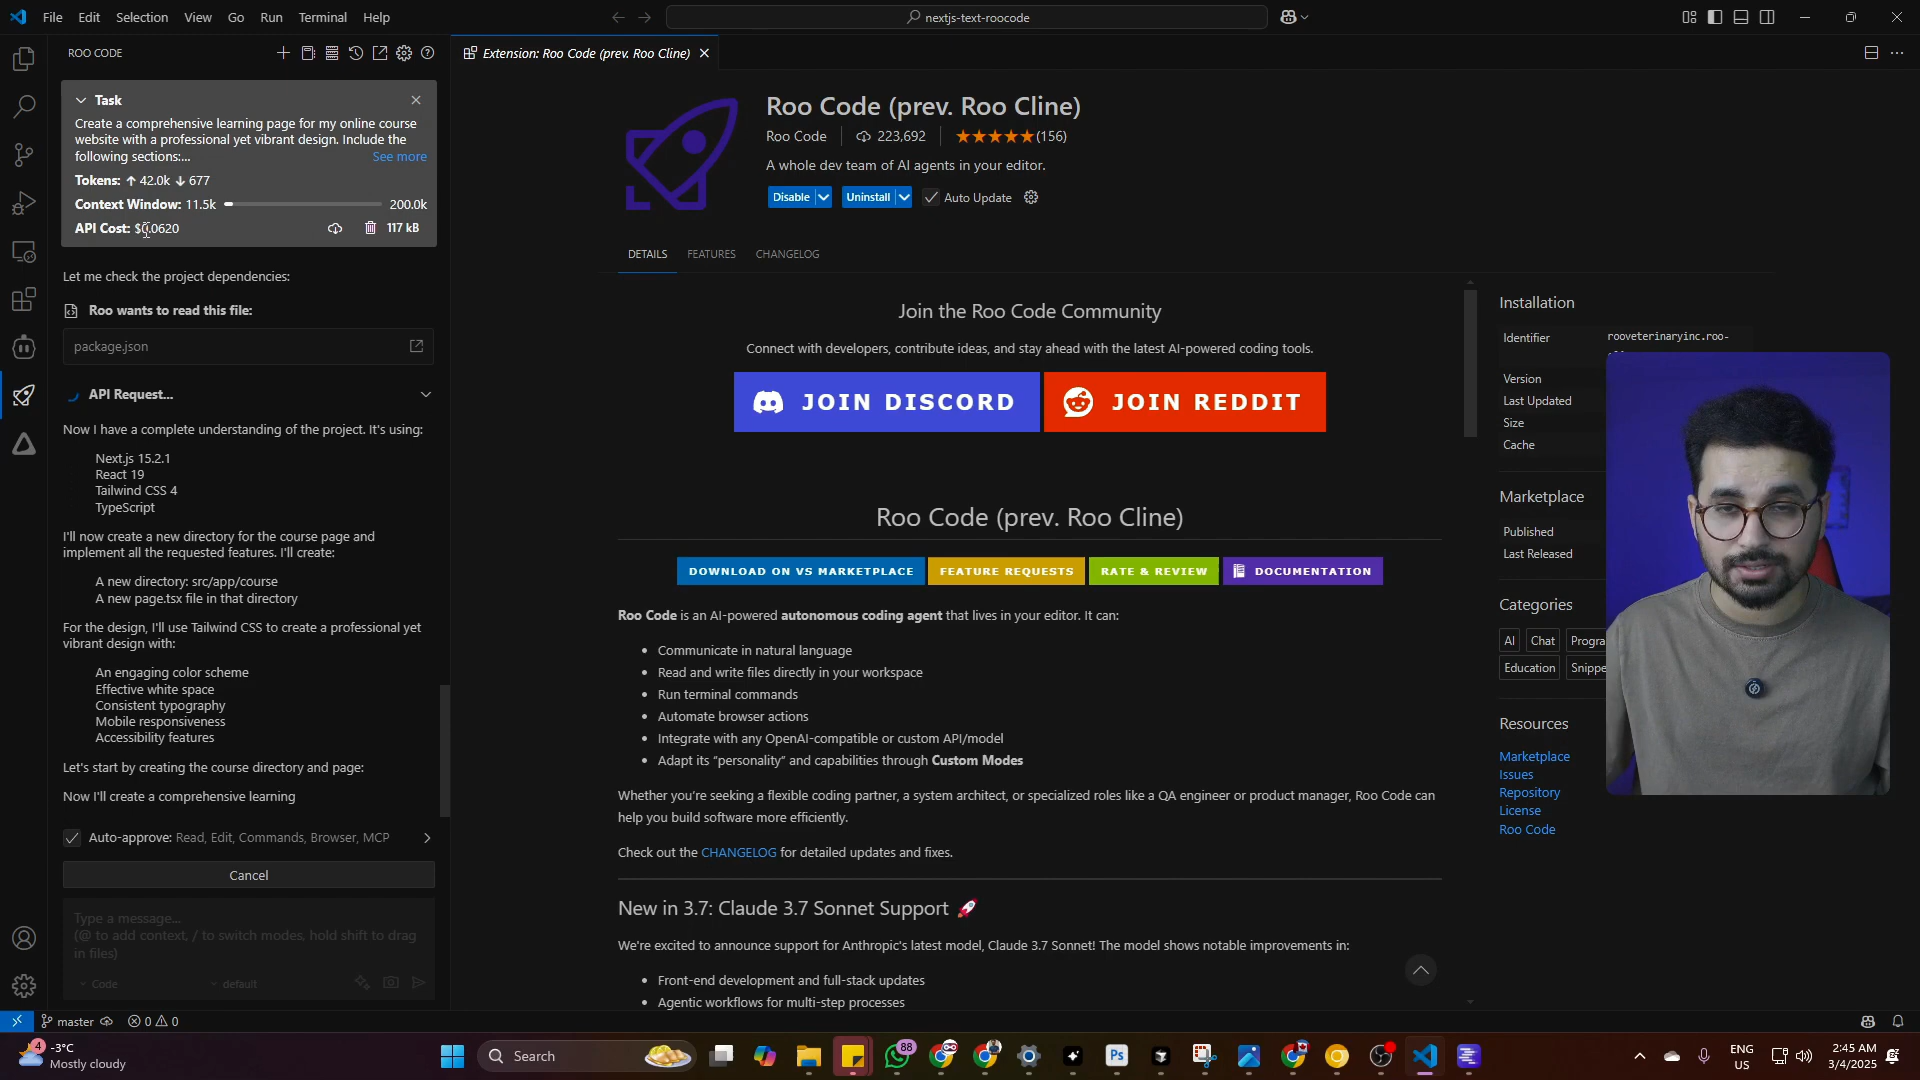 File Edit Selection View Go Run Terminal Help
nextjs-text-roocode
ROO CODE
Extension: Roo Code (prev. Roo Cline)
Task
Create a comprehensive learning page for my online course
website with a professional yet vibrant design. Include the
following sections:...
See more
Tokens: ↑ 42.0k ↓ 677
Context Window: 11.5k 200.0k
API Cost: $0.0620 117 kB
Let me check the project dependencies:
Roo wants to read this file:
package.json
API Request...
Now I have a complete understanding of the project. It's using:
Next.js 15.2.1
React 19
Tailwind CSS 4
TypeScript
I'll now create a new directory for the course page and
implement all the requested features. I'll create:
A new directory: src/app/course
A new page.tsx file in that directory
For the design, I'll use Tailwind CSS to create a professional yet
vibrant design with:
An engaging color scheme
Effective white space
Consistent typography
Mobile responsiveness
Accessibility features
Let's start by creating the course directory and page:
Now I'll create a comprehensive learning
Auto-approve: Read, Edit, Commands, Browser, MCP
Cancel
Type a message...
(@ to add context, / to switch modes, hold shift to drag
in files)
Code default
Roo Code (prev. Roo Cline)
Roo Code 223,692 ★★★★★(156)
A whole dev team of AI agents in your editor.
Disable Uninstall Auto Update
DETAILS FEATURES CHANGELOG
Join the Roo Code Community
Connect with developers, contribute ideas, and stay ahead with the latest AI-powered coding tools.
JOIN DISCORD JOIN REDDIT
Roo Code (prev. Roo Cline)
DOWNLOAD ON VS MARKETPLACE FEATURE REQUESTS RATE & REVIEW DOCUMENTATION
Roo Code is an AI-powered autonomous coding agent that lives in your editor. It can:
• Communicate in natural language
• Read and write files directly in your workspace
• Run terminal commands
• Automate browser actions
• Integrate with any OpenAI-compatible or custom API/model
• Adapt its “personality” and capabilities through Custom Modes
Whether you’re seeking a flexible coding partner, a system architect, or specialized roles like a QA engineer or product manager, Roo Code can
help you build software more efficiently.
Check out the CHANGELOG for detailed updates and fixes.
New in 3.7: Claude 3.7 Sonnet Support 🚀
We're excited to announce support for Anthropic's latest model, Claude 3.7 Sonnet! The model shows notable improvements in:
• Front-end development and full-stack updates
• Agentic workflows for multi-step processes
Installation
Identifier rooveterinaryinc.roo-
Version
Last Updated
Size
Cache
Marketplace
Published
Last Released
Categories
AI Chat Progra
Education Snippe
Resources
Marketplace
Issues
Repository
License
Roo Code
master 0 0
4 -3°C
Mostly cloudy
Search
88
Ps
ENG
US
2:45 AM
3/4/2025